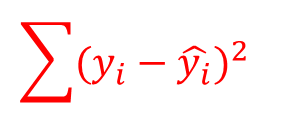 ∑(yᵢ − ŷᵢ)²